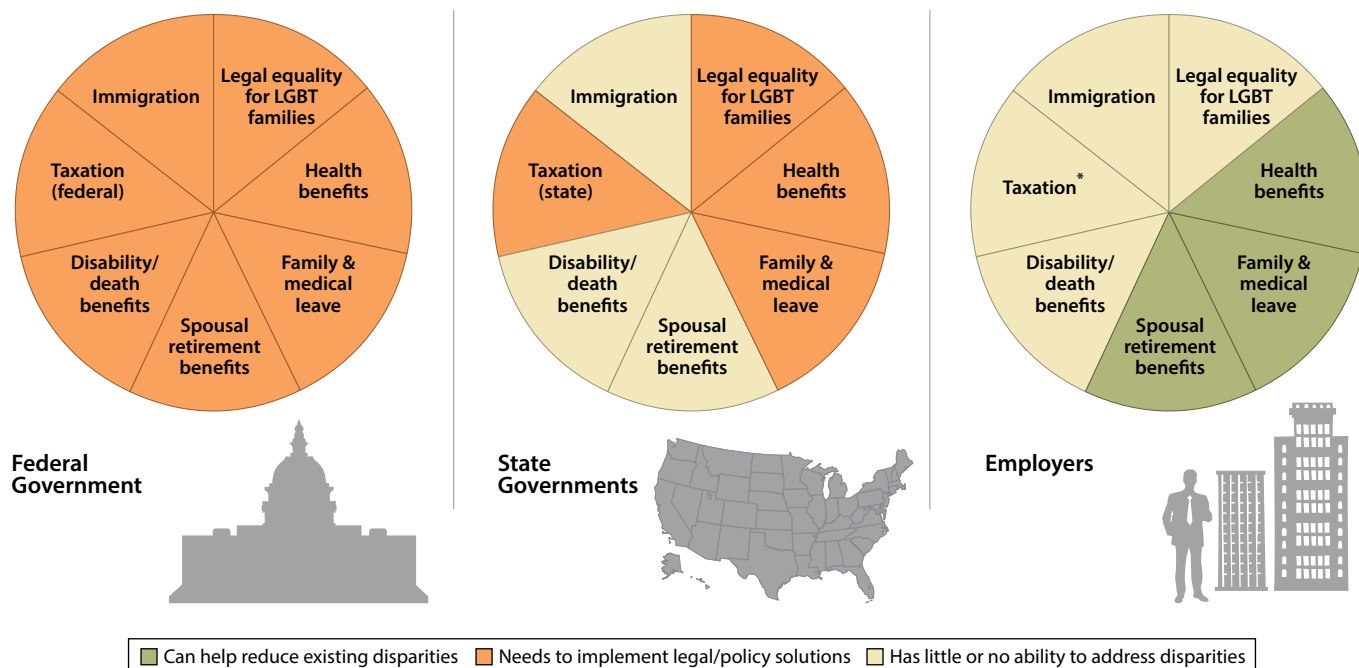 Immigration
Legal equality
for LGBT
families
Taxation
(federal)
Health
benefits
Disability/
death
benefits
Family &
medical
leave
Spousal
retirement
benefits
Federal
Government
Immigration
Legal equality
for LGBT
families
Taxation
(state)
Health
benefits
Disability/
death
benefits
Family &
medical
leave
Spousal
retirement
benefits
State
Governments
Immigration
Legal equality
for LGBT
families
Taxation*
Health
benefits
Disability/
death
benefits
Family &
medical
leave
Spousal
retirement
benefits
Employers
Can help reduce existing disparities Needs to implement legal/policy solutions Has little or no ability to address disparities